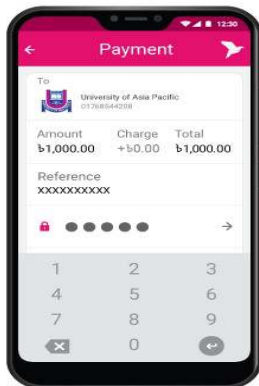 12:30
Payment
To
University of Asia Pacific
01768544208
Amount Charge Total
৳1,000.00 +৳0.00 ৳1,000.00
Reference
XXXXXXXXXX
1 2 3
4 5 6
7 8 9
0